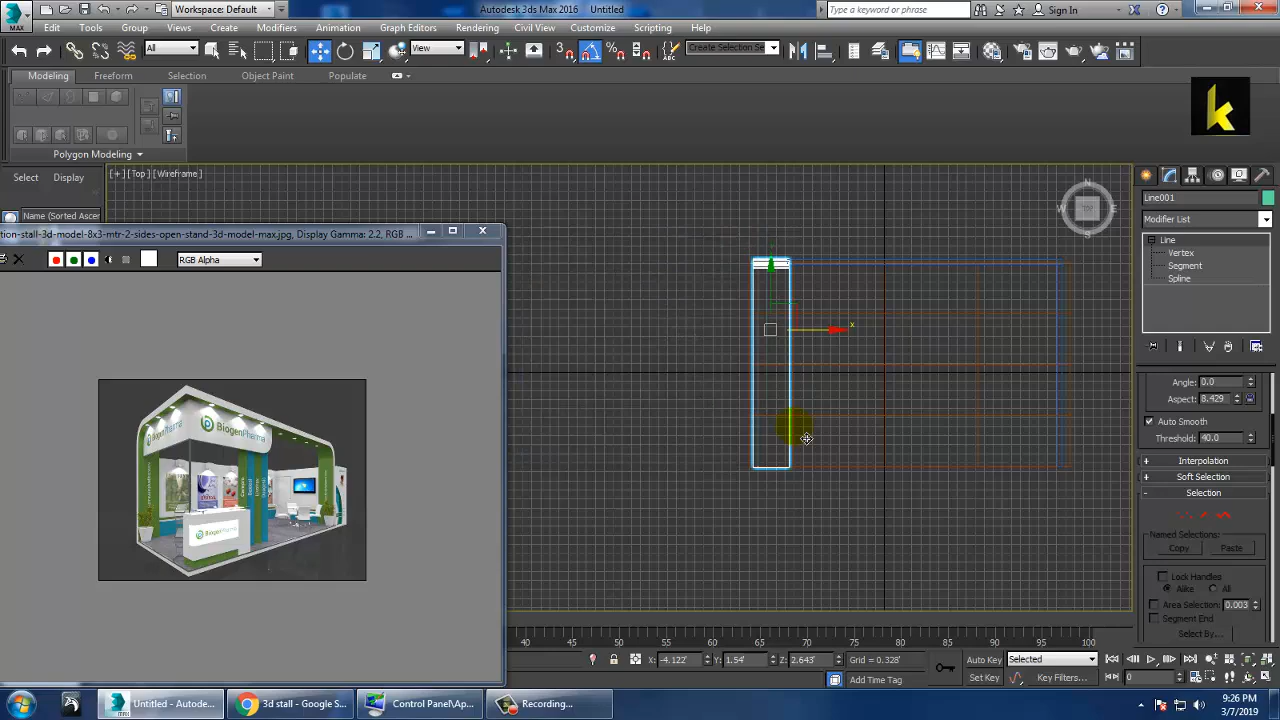 MAX
Workspace: Default
Autodesk 3ds Max 2016    Untitled
Type a keyword or phrase
Sign In
Edit Tools Group Views Create Modifiers Animation Graph Editors Rendering Civil View Customize Scripting Help
All
View
Create Selection Se
Modeling Freeform Selection Object Paint Populate
Polygon Modeling
k
Select Display
[+][Top][Wireframe]
Name (Sorted Ascen
tion-stall-3d-model-8x3-mtr-2-sides-open-stand-3d-model-max.jpg, Display Gamma: 2.2, RGB ...
RGB Alpha
BiogenPharma
BiogenPharma
x
N
W E
S
Line001
Modifier List
Line
Vertex
Segment
Spline
Angle: 0.0
Aspect: 8.429
Auto Smooth
Threshold: 40.0
+ Interpolation
+ Soft Selection
- Selection
Named Selections:
Copy Paste
Lock Handles
Alike All
Area Selection: 0.003
Segment End
Select By...
40 45 50 55 60 65 70 75 80 85 90 95 100
X: -4.122' Y: 1.54' Z: 2.643' Grid = 0.328'
Add Time Tag
Auto Key Selected
Set Key Key Filters...
0
Untitled - Autode...
3d stall - Google S...
Control Panel\Ap...
Recording...
9:26 PM
3/7/2019